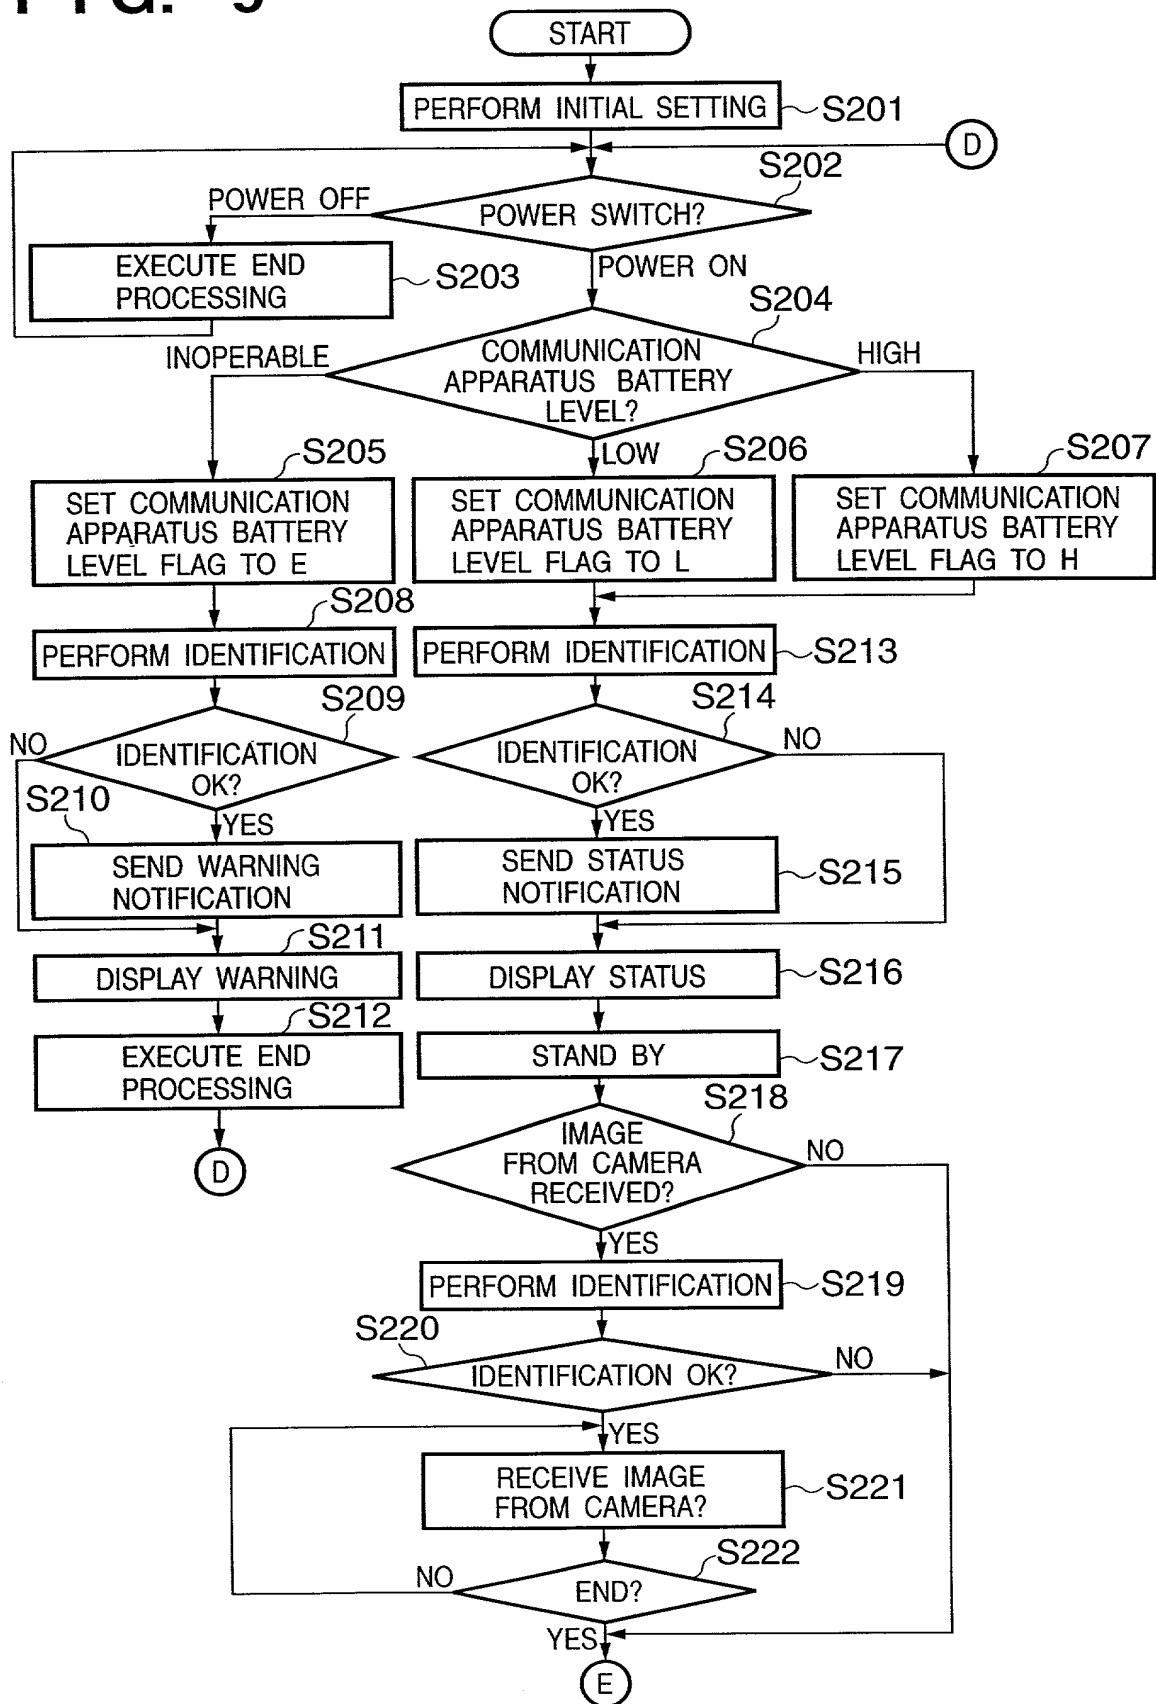 START
PERFORM INITIAL SETTING
S201
D
S202
POWER OFF
POWER SWITCH?
EXECUTE END
PROCESSING
S203
POWER ON
S204
INOPERABLE
COMMUNICATION
APPARATUS BATTERY
LEVEL?
HIGH
S205
LOW
S206
S207
SET COMMUNICATION
APPARATUS BATTERY
LEVEL FLAG TO E
SET COMMUNICATION
APPARATUS BATTERY
LEVEL FLAG TO L
SET COMMUNICATION
APPARATUS BATTERY
LEVEL FLAG TO H
S208
PERFORM IDENTIFICATION
PERFORM IDENTIFICATION
S213
S209
S214
NO
IDENTIFICATION
OK?
IDENTIFICATION
OK?
NO
S210
YES
YES
SEND WARNING
NOTIFICATION
SEND STATUS
NOTIFICATION
S215
S211
DISPLAY WARNING
DISPLAY STATUS
S216
S212
EXECUTE END
PROCESSING
STAND BY
S217
S218
D
IMAGE
FROM CAMERA
RECEIVED?
NO
YES
PERFORM IDENTIFICATION
S219
S220
IDENTIFICATION OK?
NO
YES
RECEIVE IMAGE
FROM CAMERA?
S221
S222
NO
END?
YES
E